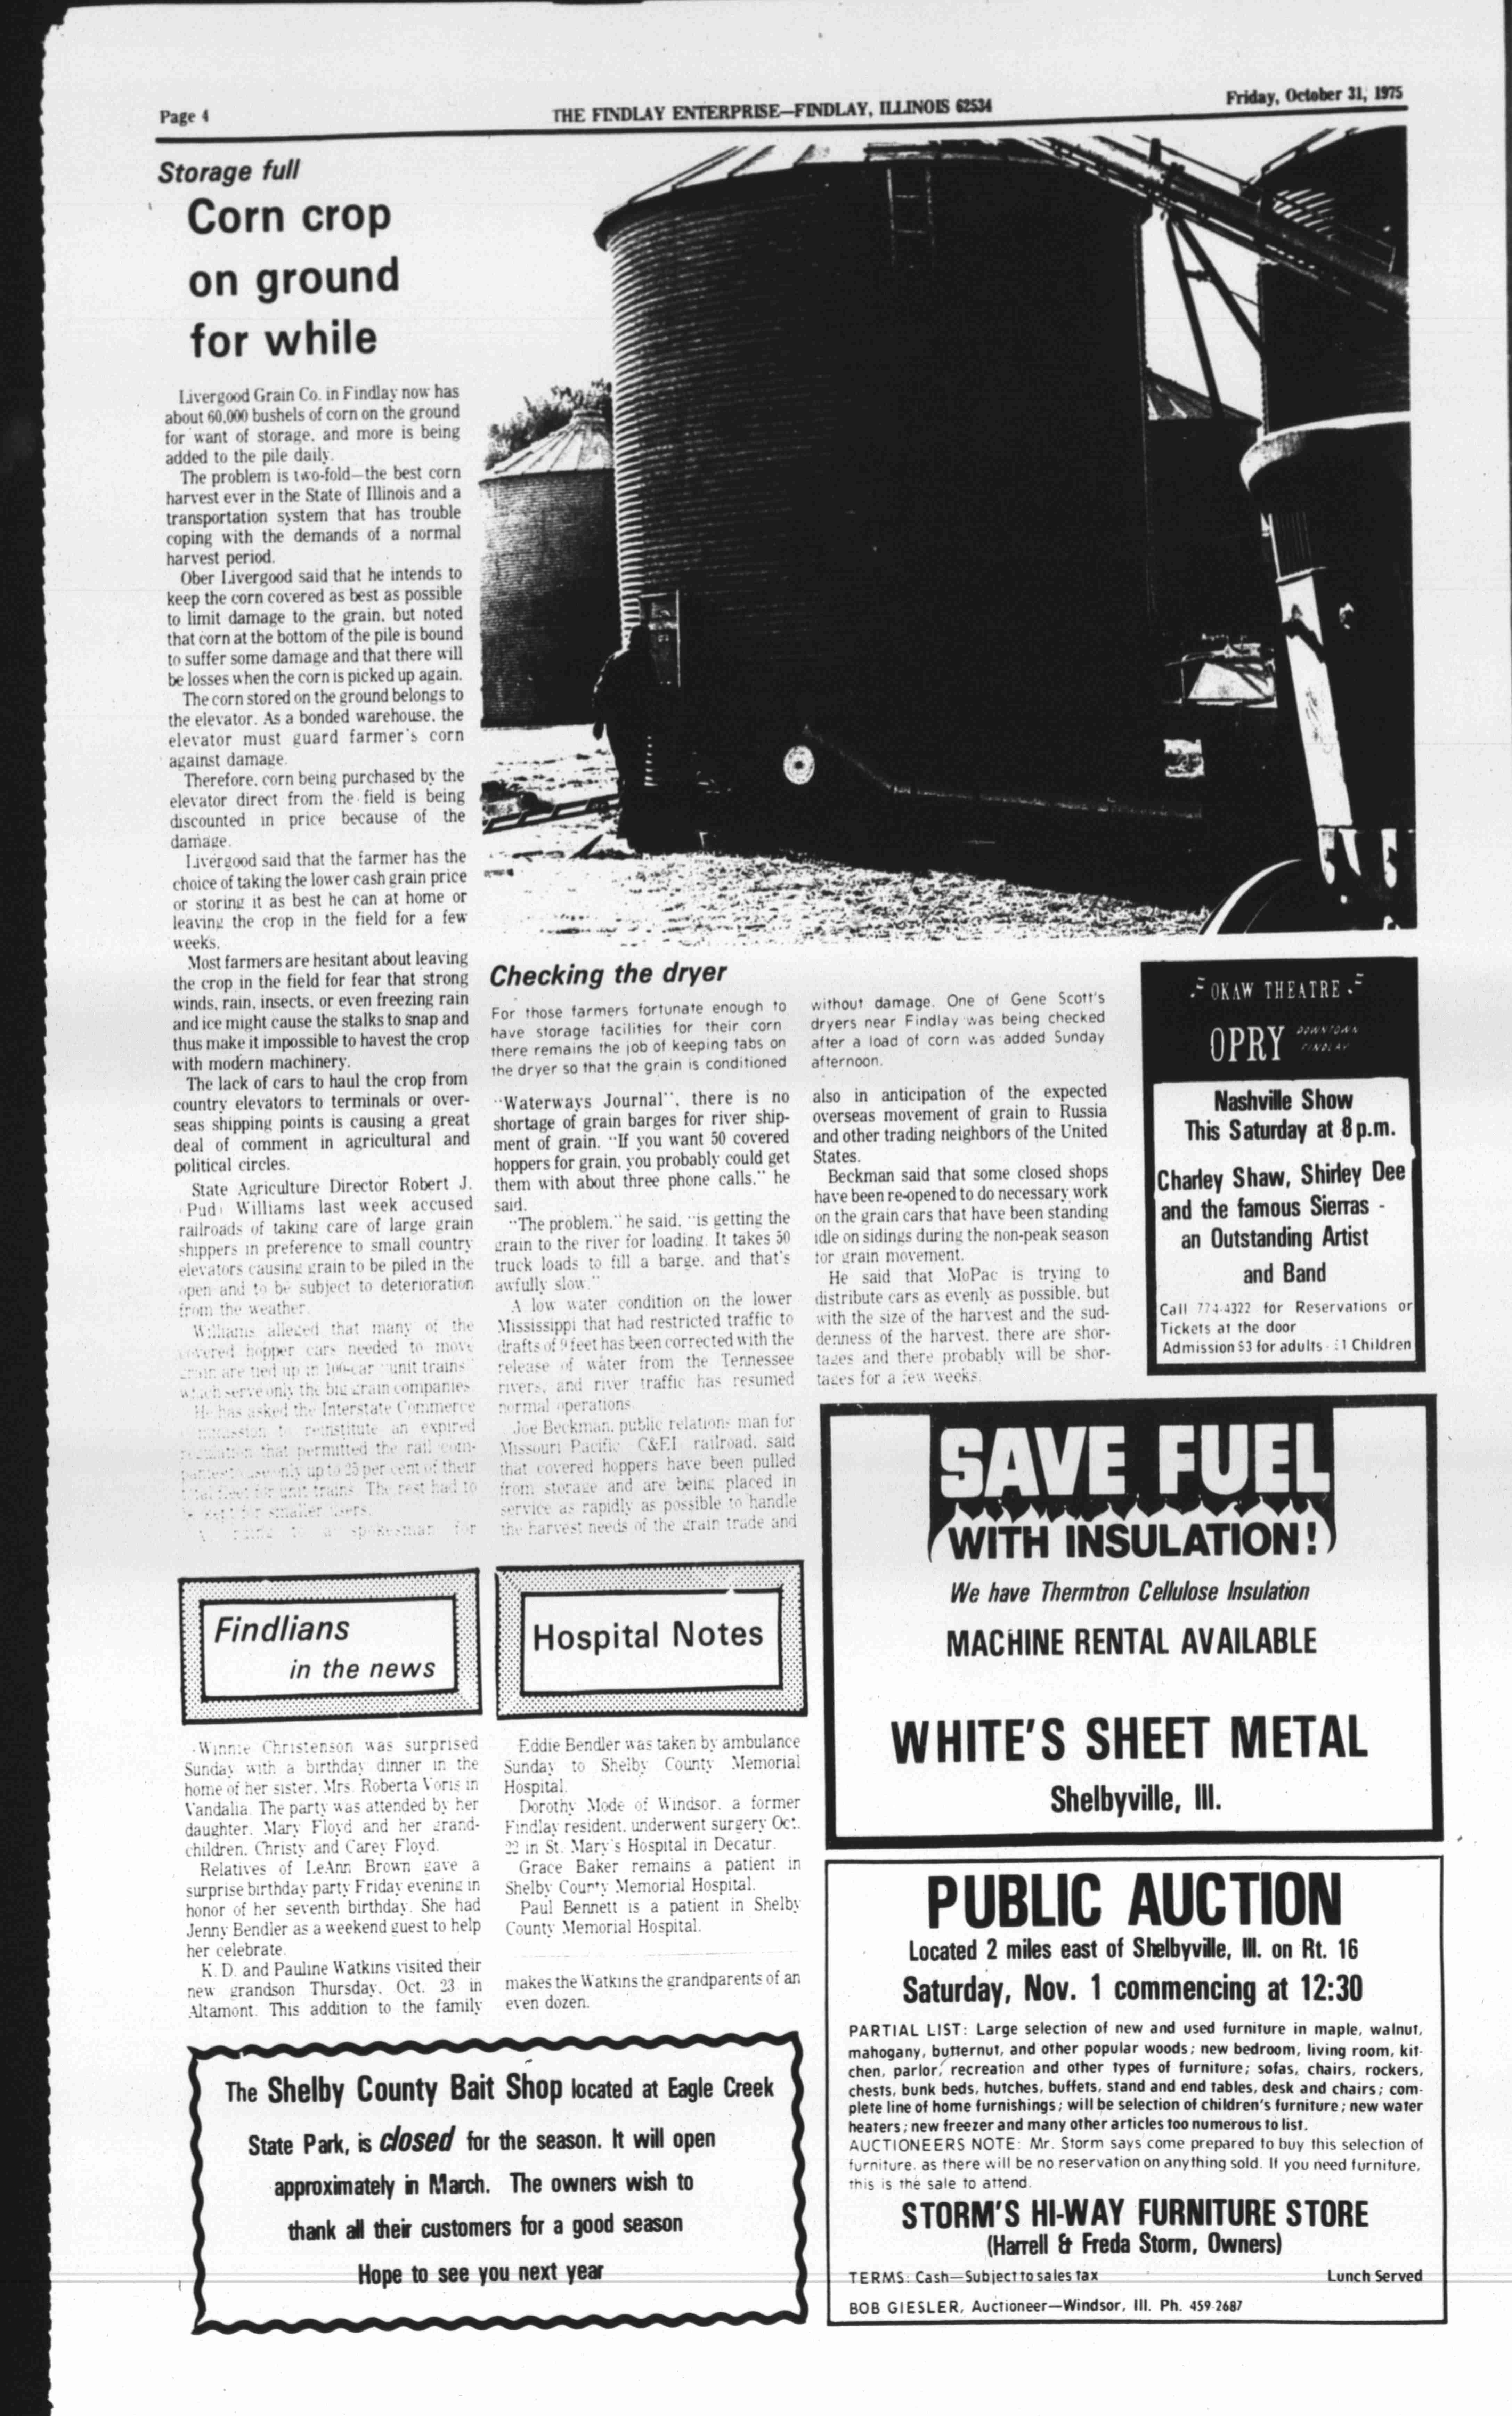 Page 4
THE FINDLAY ENTERPRISE—FINDLAY, ILLINOIS 62534
Friday, October 31, 1975
Storage full
Corn crop
on ground
for while
Livergood Grain Co. in Findlay now has
about 60,000 bushels of corn on the ground
for want of storage, and more is being
added to the pile daily.
The problem is two-fold—the best corn
harvest ever in the State of Illinois and a
transportation system that has trouble
coping with the demands of a normal
harvest period.
Ober Livergood said that he intends to
keep the corn covered as best as possible
to limit damage to the grain, but noted
that corn at the bottom of the pile is bound
to suffer some damage and that there will
be losses when the corn is picked up again.
The corn stored on the ground belongs to
the elevator. As a bonded warehouse, the
elevator must guard farmer's corn
against damage.
Therefore, corn being purchased by the
elevator direct from the field is being
discounted in price because of the
damage.
Livergood said that the farmer has the
choice of taking the lower cash grain price
or storing it as best he can at home or
leaving the crop in the field for a few
weeks.
Most farmers are hesitant about leaving
the crop in the field for fear that strong
winds, rain, insects, or even freezing rain
and ice might cause the stalks to snap and
thus make it impossible to havest the crop
with modern machinery.
The lack of cars to haul the crop from
country elevators to terminals or over-
seas shipping points is causing a great
deal of comment in agricultural and
political circles.
State Agriculture Director Robert J.
(Pud) Williams last week accused
railroads of taking care of large grain
shippers in preference to small country
elevators causing grain to be piled in the
open and to be subject to deterioration
from the weather.
Williams alleged that many of the
covered hopper cars needed to move
grain are tied up in 100-car "unit trains"
which serve only the big grain companies.
He has asked the Interstate Commerce
to reinstitute an expired
regulation that permitted the rail com-
panies to use only up to 25 per cent of their
total fleet for unit trains. The rest had to
be kept for smaller users.
to a spokesman for
Checking the dryer
For those farmers fortunate enough to
have storage facilities for their corn
there remains the job of keeping tabs on
the dryer so that the grain is conditioned
without damage. One of Gene Scott's
dryers near Findlay was being checked
after a load of corn was added Sunday
afternoon.
"Waterways Journal", there is no
shortage of grain barges for river ship-
ment of grain. "If you want 50 covered
hoppers for grain, you probably could get
them with about three phone calls," he
said.
"The problem," he said, "is getting the
grain to the river for loading. It takes 50
truck loads to fill a barge, and that's
awfully slow."
A low water condition on the lower
Mississippi that had restricted traffic to
drafts of 9 feet has been corrected with the
release of water from the Tennessee
rivers, and river traffic has resumed
normal operations.
Joe Beckman, public relations man for
Missouri Pacific C&EI railroad, said
that covered hoppers have been pulled
from storage and are being placed in
service as rapidly as possible to handle
the harvest needs of the grain trade and
also in anticipation of the expected
overseas movement of grain to Russia
and other trading neighbors of the United
States.
Beckman said that some closed shops
have been re-opened to do necessary work
on the grain cars that have been standing
idle on sidings during the non-peak season
for grain movement.
He said that MoPac is trying to
distribute cars as evenly as possible, but
with the size of the harvest and the sud-
denness of the harvest, there are shor-
tages and there probably will be shor-
tages for a few weeks.
OKAW THEATRE
OPRY DOWNTOWN
FINDLAY
Nashville Show
This Saturday at 8 p.m.
Charley Shaw, Shirley Dee
and the famous Sierras -
an Outstanding Artist
and Band
Call 774-4322 for Reservations or
Tickets at the door
Admission $3 for adults - $1 Children
SAVE FUEL
WITH INSULATION!
We have Thermtron Cellulose Insulation
MACHINE RENTAL AVAILABLE
WHITE'S SHEET METAL
Shelbyville, Ill.
Findlians
in the news
Winnie Christenson was surprised
Sunday with a birthday dinner in the
home of her sister, Mrs. Roberta Voris in
Vandalia. The party was attended by her
daughter, Mary Floyd and her grand-
children, Christy and Carey Floyd.
Relatives of LeAnn Brown gave a
surprise birthday party Friday evening in
honor of her seventh birthday. She had
Jenny Bendler as a weekend guest to help
her celebrate.
K. D. and Pauline Watkins visited their
new grandson Thursday, Oct. 23 in
Altamont. This addition to the family
Hospital Notes
Eddie Bendler was taken by ambulance
Sunday to Shelby County Memorial
Hospital.
Dorothy Mode of Windsor, a former
Findlay resident, underwent surgery Oct.
22 in St. Mary's Hospital in Decatur.
Grace Baker remains a patient in
Shelby County Memorial Hospital.
Paul Bennett is a patient in Shelby
County Memorial Hospital.
makes the Watkins the grandparents of an
even dozen.
The Shelby County Bait Shop located at Eagle Creek
State Park, is closed for the season. It will open
approximately in March. The owners wish to
thank all their customers for a good season
Hope to see you next year
PUBLIC AUCTION
Located 2 miles east of Shelbyville, Ill. on Rt. 16
Saturday, Nov. 1 commencing at 12:30
PARTIAL LIST: Large selection of new and used furniture in maple, walnut,
mahogany, butternut, and other popular woods; new bedroom, living room, kit-
chen, parlor, recreation and other types of furniture; sofas, chairs, rockers,
chests, bunk beds, hutches, buffets, stand and end tables, desk and chairs; com-
plete line of home furnishings; will be selection of children's furniture; new water
heaters; new freezer and many other articles too numerous to list.
AUCTIONEERS NOTE: Mr. Storm says come prepared to buy this selection of
furniture, as there will be no reservation on anything sold. If you need furniture,
this is the sale to attend.
STORM'S HI-WAY FURNITURE STORE
(Harrell & Freda Storm, Owners)
TERMS: Cash—Subject to sales tax
Lunch Served
BOB GIESLER, Auctioneer—Windsor, Ill. Ph. 459-2687